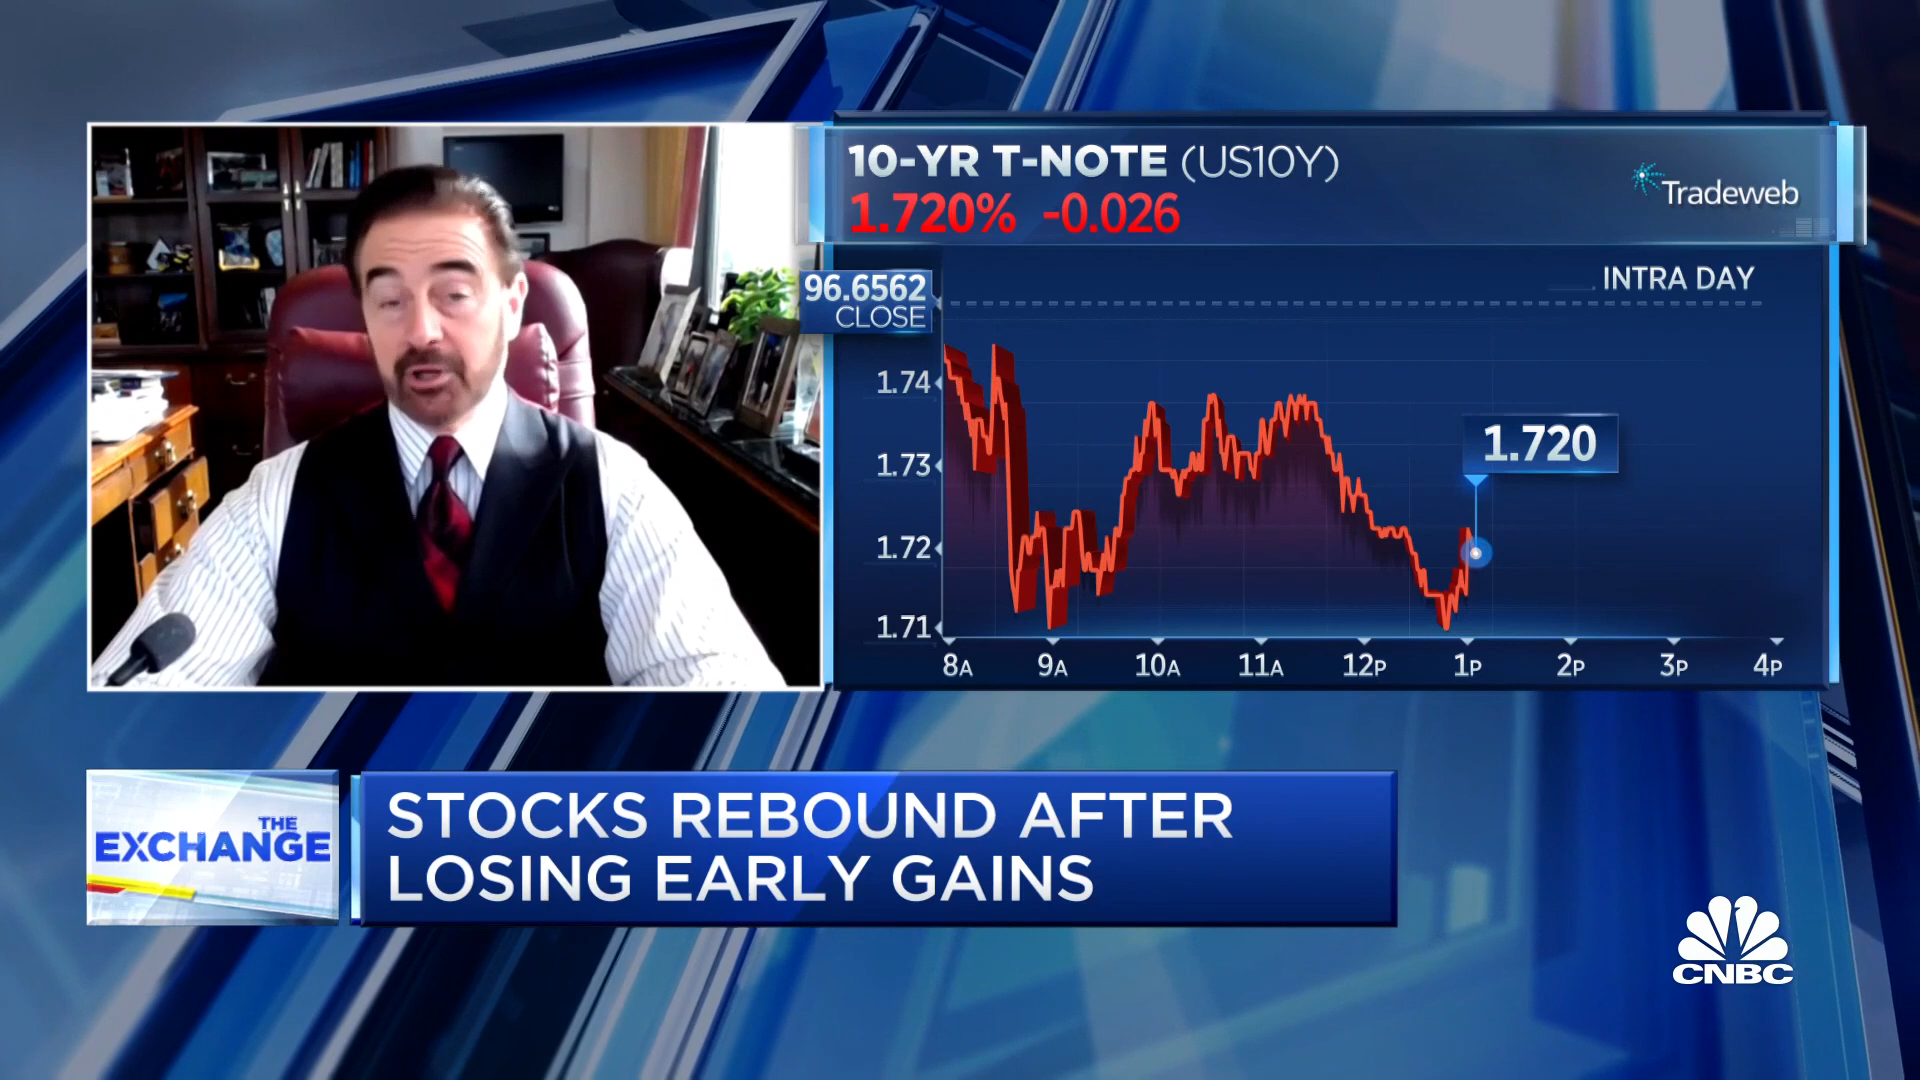 10-YR T-NOTE (US10Y)
1.720% -0.026
Tradeweb
96.6562
CLOSE
INTRA DAY
1.74
1.73
1.72
1.71
1.720
8A 9A 10A 11A 12P 1P 2P 3P 4P
THE
EXCHANGE
STOCKS REBOUND AFTER
LOSING EARLY GAINS
CNBC